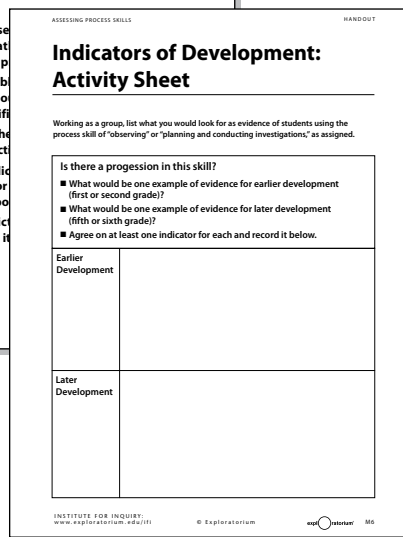 ASSESSING PROCESS SKILLS
HANDOUT
Indicators of Development:
Activity Sheet
Working as a group, list what you would look for as evidence of students using the
process skill of "observing" or "planning and conducting investigations," as assigned.
Is there a progession in this skill?
■ What would be one example of evidence for earlier development
(first or second grade)?
■ What would be one example of evidence for later development
(fifth or sixth grade)?
■ Agree on at least one indicator for each and record it below.
Earlier
Development
Later
Development
INSTITUTE FOR INQUIRY:
www.exploratorium.edu/ifi
© Exploratorium
exploratorium
M6